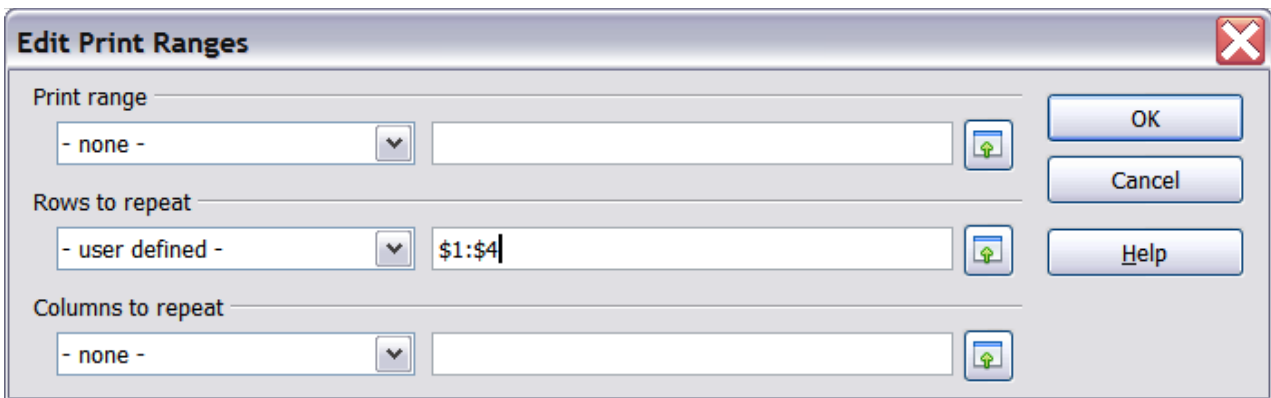 Edit Print Ranges
Print range
- none -
OK
Cancel
Rows to repeat
- user defined - $1:$4
Help
Columns to repeat
- none -